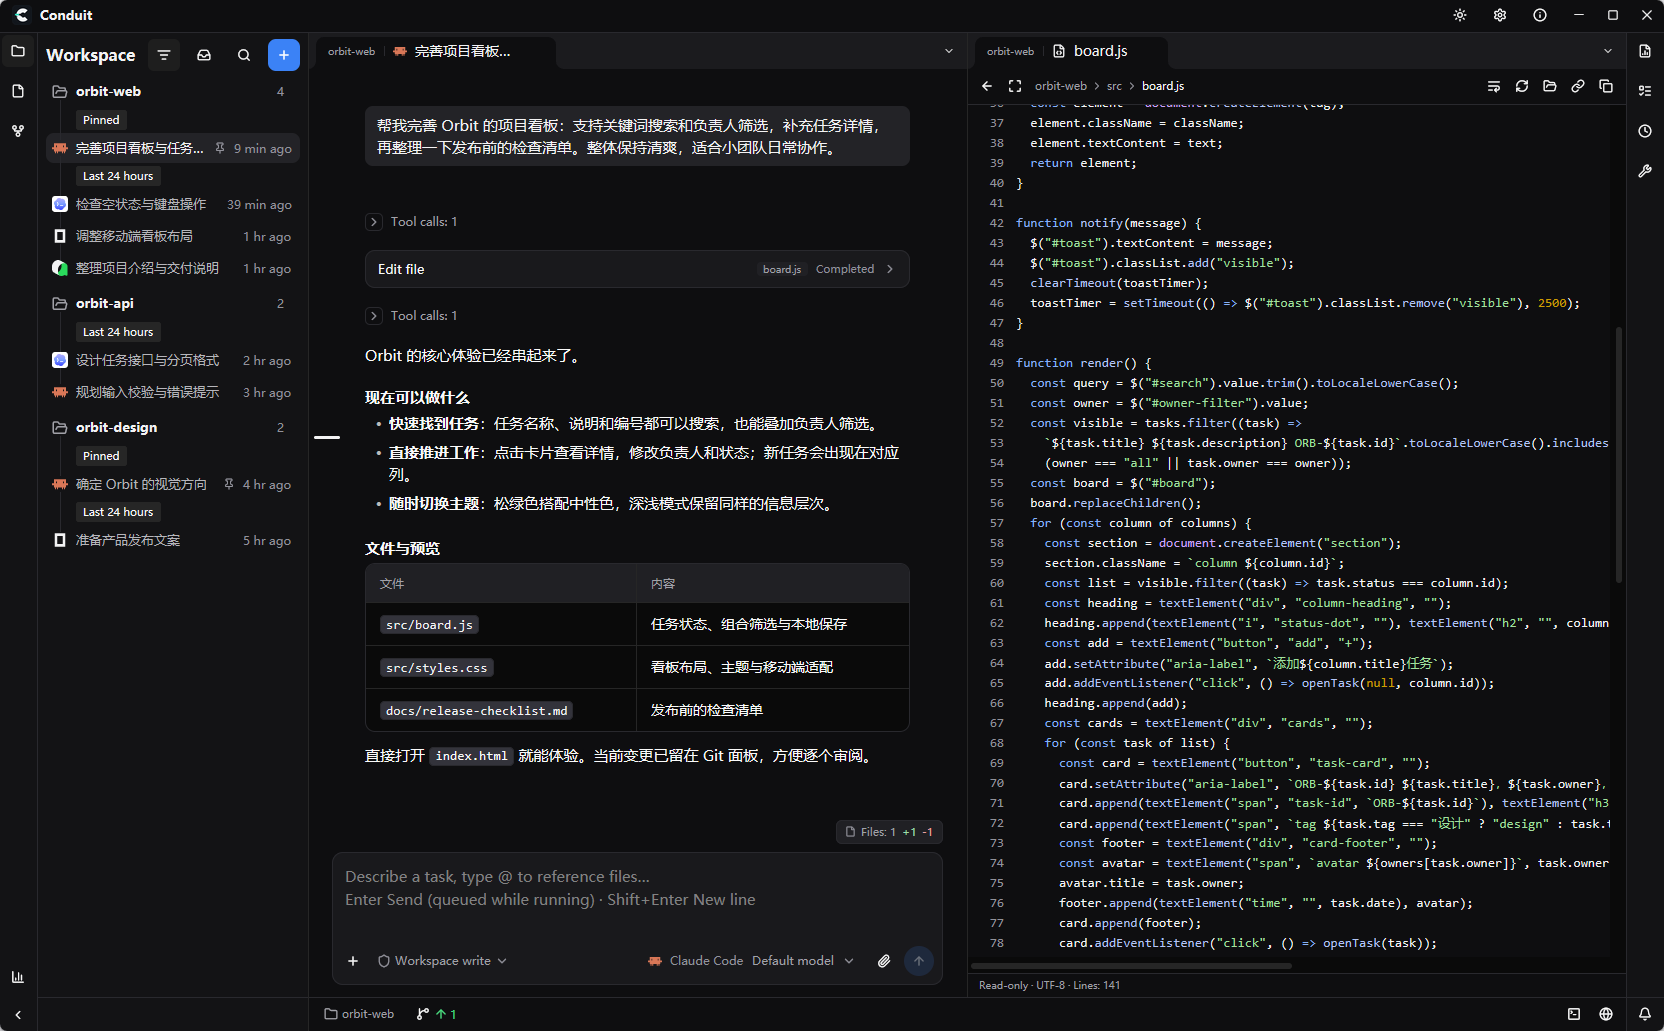 Conduit
Workspace
orbit-web
4
Pinned
完善项目看板与任务...
9 min ago
Last 24 hours
检查空状态与键盘操作
39 min ago
调整移动端看板布局
1 hr ago
整理项目介绍与交付说明
1 hr ago
orbit-api
2
Last 24 hours
设计任务接口与分页格式
2 hr ago
规划输入校验与错误提示
3 hr ago
orbit-design
2
Pinned
确定 Orbit 的视觉方向
4 hr ago
Last 24 hours
准备产品发布文案
5 hr ago
orbit-web
完善项目看板...
帮我完善 Orbit 的项目看板：支持关键词搜索和负责人筛选，补充任务详情，
再整理一下发布前的检查清单。整体保持清爽，适合小团队日常协作。
Tool calls: 1
Edit file
board.js
Completed
Tool calls: 1
Orbit 的核心体验已经串起来了。
现在可以做什么
• 快速找到任务：任务名称、说明和编号都可以搜索，也能叠加负责人筛选。
• 直接推进工作：点击卡片查看详情，修改负责人和状态；新任务会出现在对应
列。
• 随时切换主题：松绿色搭配中性色，深浅模式保留同样的信息层次。
文件与预览
文件
内容
src/board.js
任务状态、组合筛选与本地保存
src/styles.css
看板布局、主题与移动端适配
docs/release-checklist.md
发布前的检查清单
直接打开 index.html 就能体验。当前变更已留在 Git 面板，方便逐个审阅。
Files: 1 +1 -1
Describe a task, type @ to reference files...
Enter Send (queued while running) · Shift+Enter New line
Workspace write
Claude Code
Default model
orbit-web
1
orbit-web
board.js
orbit-web > src > board.js
36 const element = document.createElement(tag);
37 element.className = className;
38 element.textContent = text;
39 return element;
40 }
41
42 function notify(message) {
43 $("#toast").textContent = message;
44 $("#toast").classList.add("visible");
45 clearTimeout(toastTimer);
46 toastTimer = setTimeout(() => $("#toast").classList.remove("visible"), 2500);
47 }
48
49 function render() {
50 const query = $("#search").value.trim().toLocaleLowerCase();
51 const owner = $("#owner-filter").value;
52 const visible = tasks.filter((task) =>
53 `${task.title} ${task.description} ORB-${task.id}`.toLocaleLowerCase().includes
54 (owner === "all" || task.owner === owner));
55 const board = $("#board");
56 board.replaceChildren();
57 for (const column of columns) {
58 const section = document.createElement("section");
59 section.className = `column ${column.id}`;
60 const list = visible.filter((task) => task.status === column.id);
61 const heading = textElement("div", "column-heading", "");
62 heading.append(textElement("i", "status-dot", ""), textElement("h2", "", column
63 const add = textElement("button", "add", "+");
64 add.setAttribute("aria-label", `添加${column.title}任务`);
65 add.addEventListener("click", () => openTask(null, column.id));
66 heading.append(add);
67 const cards = textElement("div", "cards", "");
68 for (const task of list) {
69 const card = textElement("button", "task-card", "");
70 card.setAttribute("aria-label", `ORB-${task.id} ${task.title}，${task.owner}，
71 card.append(textElement("span", "task-id", `ORB-${task.id}`), textElement("h3
72 card.append(textElement("span", `tag ${task.tag === "设计" ? "design" : task.t
73 const footer = textElement("div", "card-footer", "");
74 const avatar = textElement("span", `avatar ${owners[task.owner]}`, task.owner
75 avatar.title = task.owner;
76 footer.append(textElement("time", "", task.date), avatar);
77 card.append(footer);
78 card.addEventListener("click", () => openTask(task));
Read-only · UTF-8 · Lines: 141